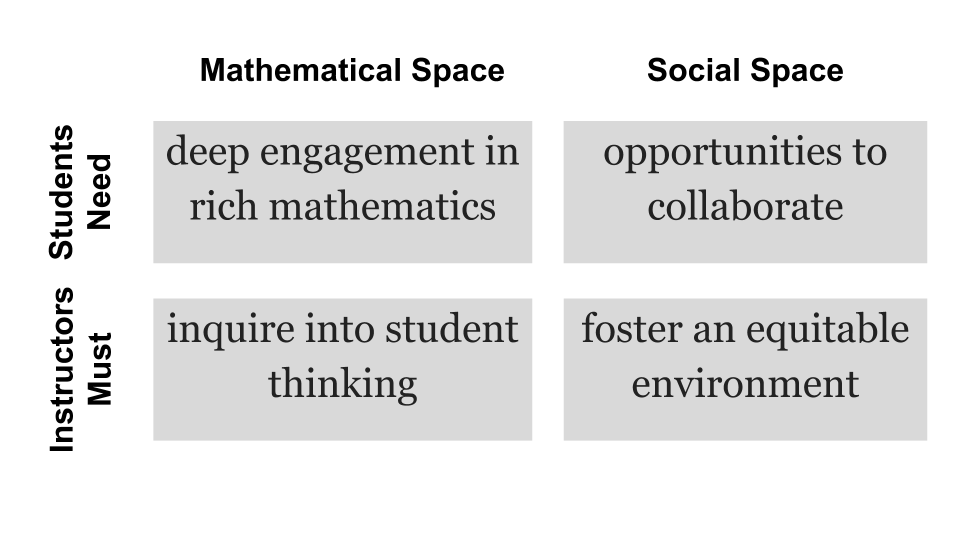 Mathematical Space
Social Space
Students
Need
deep engagement in
rich mathematics
opportunities to
collaborate
Instructors
Must
inquire into student
thinking
foster an equitable
environment